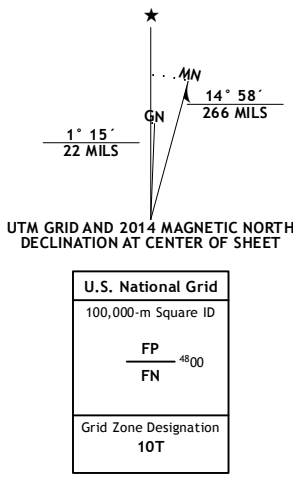 ★
MN
GN
14° 58´
266 MILS
1° 15´
22 MILS
UTM GRID AND 2014 MAGNETIC NORTH
DECLINATION AT CENTER OF SHEET
U.S. National Grid
100,000-m Square ID
FP
4800
FN
Grid Zone Designation
10T